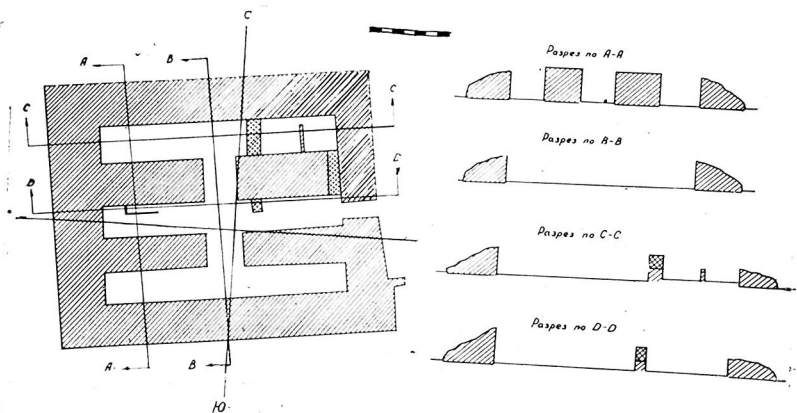 С
А
В
С
С
D
В
А
В
Ю
Разрез по А-А
Разрез по В-В
Разрез по С-С
Разрез по D-D